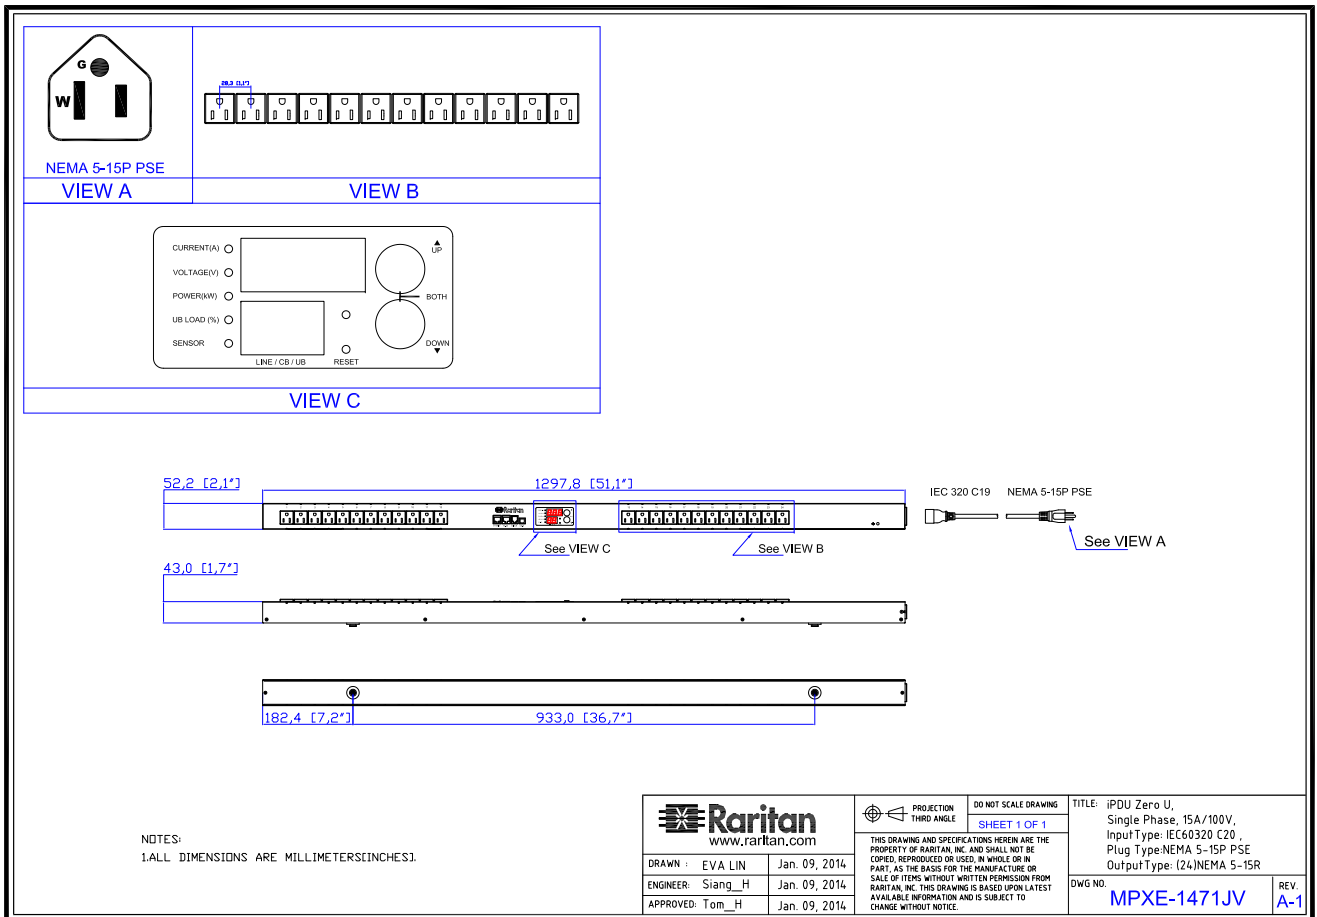 G
W
NEMA 5-15P PSE
VIEW A
28,3 [1,1"]
VIEW B
CURRENT(A)
VOLTAGE(V)
POWER(kW)
UB LOAD (%)
SENSOR
LINE / CB / UB
RESET
UP
BOTH
DOWN
VIEW C
52,2 [2,1"]
1297,8 [51,1"]
Raritan
See VIEW C
See VIEW B
IEC 320 C19
NEMA 5-15P PSE
See VIEW A
43,0 [1,7"]
182,4 [7,2"]
933,0 [36,7"]
NOTES:
1.ALL DIMENSIONS ARE MILLIMETERS[INCHES].
Raritan
www.raritan.com
DRAWN : EVA LIN Jan. 09, 2014
ENGINEER: Siang_H Jan. 09, 2014
APPROVED: Tom_H Jan. 09, 2014
PROJECTION
THIRD ANGLE
DO NOT SCALE DRAWING
SHEET 1 OF 1
THIS DRAWING AND SPECIFICATIONS HEREIN ARE THE
PROPERTY OF RARITAN, INC. AND SHALL NOT BE
COPIED, REPRODUCED OR USED, IN WHOLE OR IN
PART, AS THE BASIS FOR THE MANUFACTURE OR
SALE OF ITEMS WITHOUT WRITTEN PERMISSION FROM
RARITAN, INC. THIS DRAWING IS BASED UPON LATEST
AVAILABLE INFORMATION AND IS SUBJECT TO
CHANGE WITHOUT NOTICE.
TITLE: iPDU Zero U,
Single Phase, 15A/100V,
InputType: IEC60320 C20 ,
Plug Type:NEMA 5-15P PSE
OutputType: (24)NEMA 5-15R
DWG NO.
MPXE-1471JV
REV.
A-1